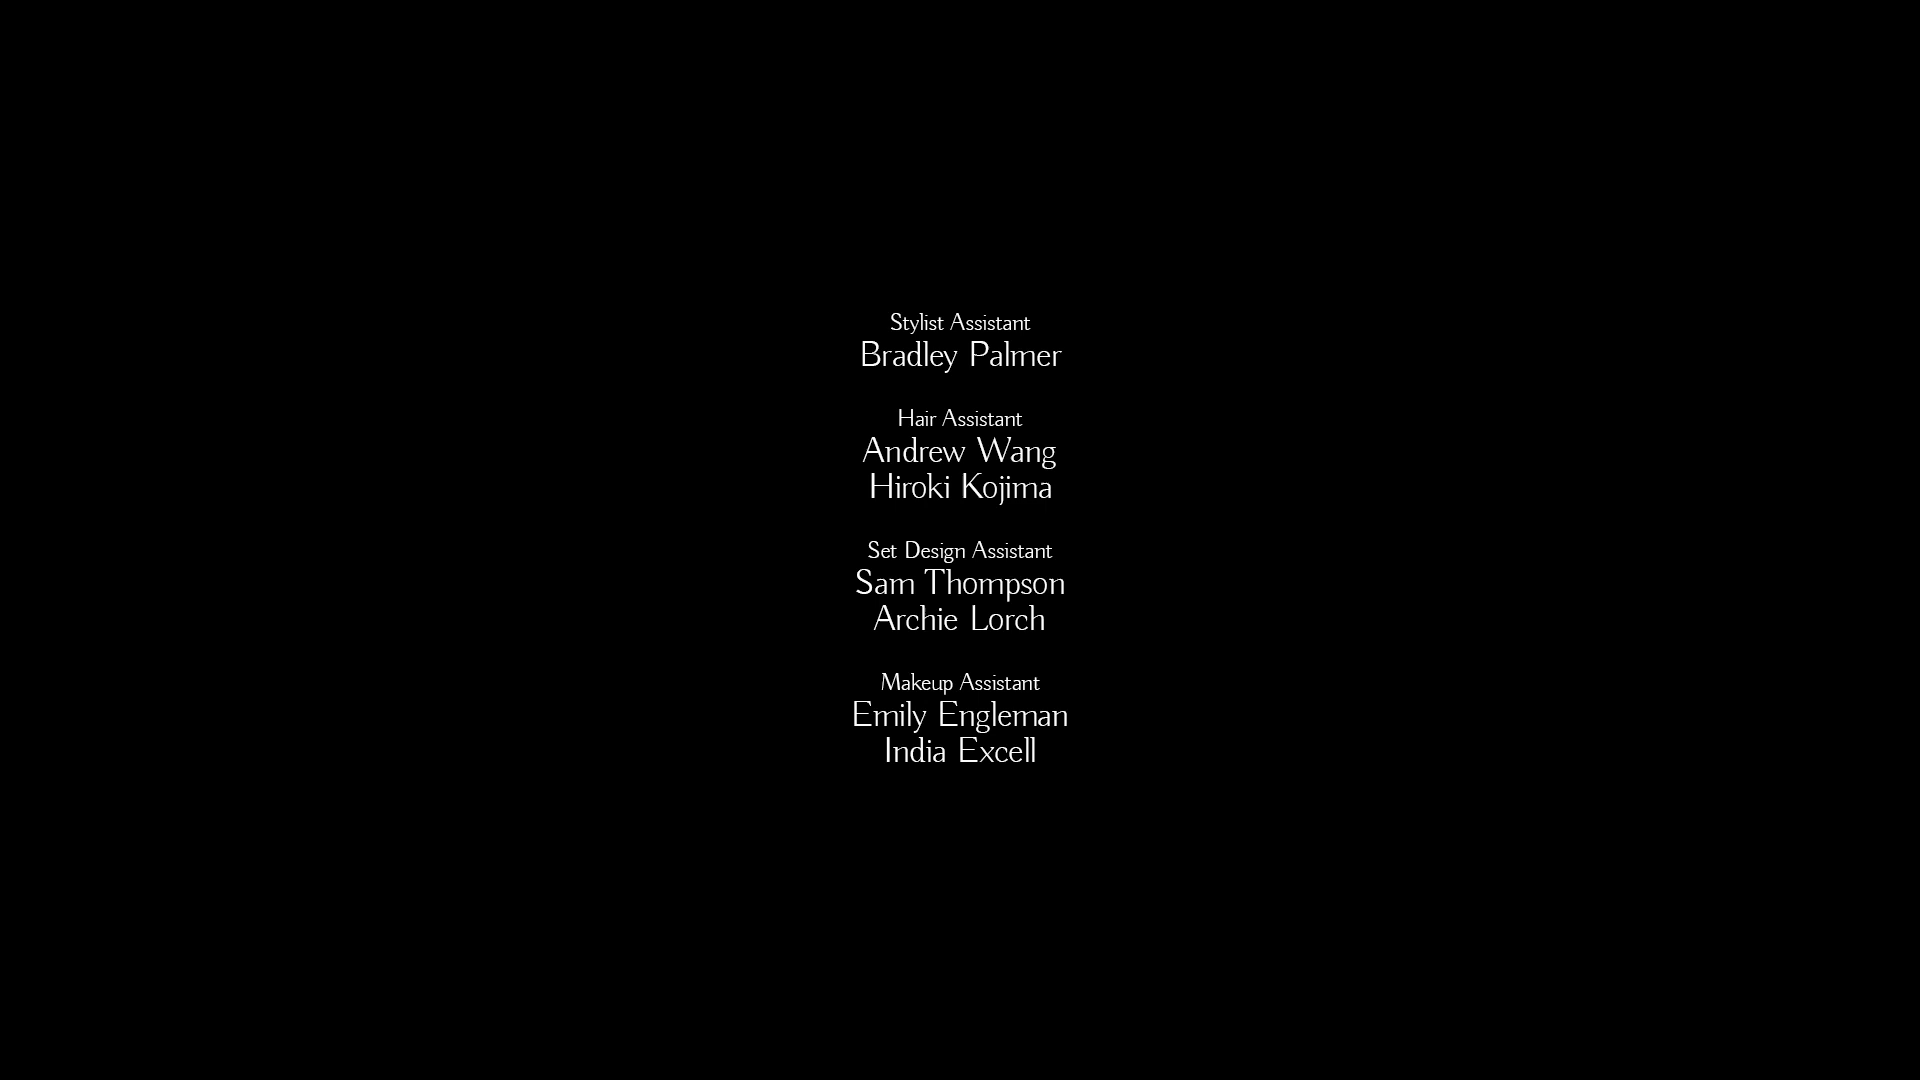 Stylist Assistant
Bradley Palmer
Hair Assistant
Andrew Wang
Hiroki Kojima
Set Design Assistant
Sam Thompson
Archie Lorch
Makeup Assistant
Emily Engleman
India Excell